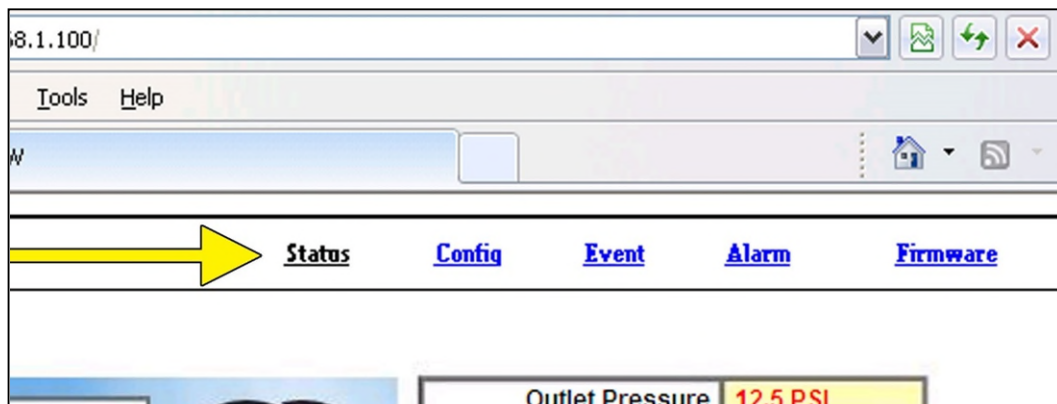 8.1.100/
Tools Help
W
Status Config Event Alarm Firmware
Outlet Pressure 12.5 PSI